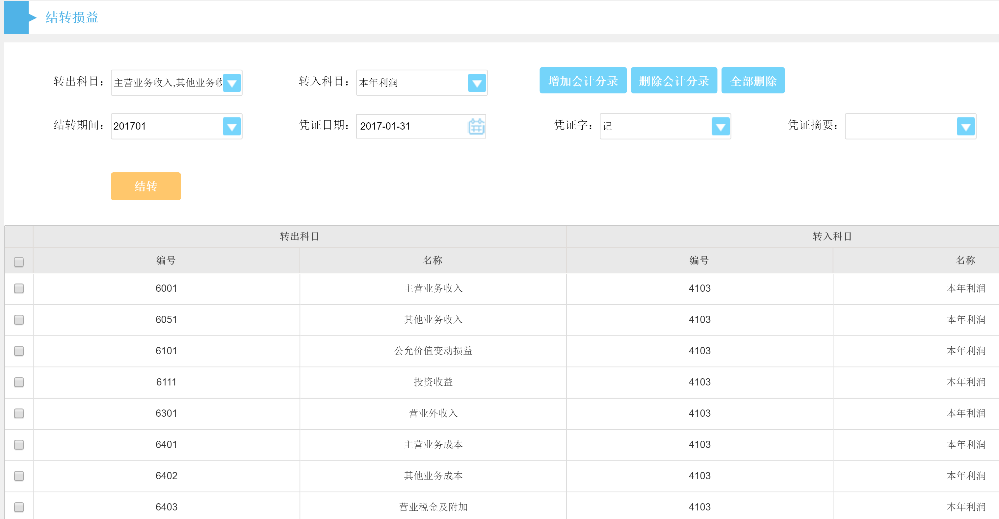 结转损益
转出科目： 主营业务收入,其他业务收 转入科目： 本年利润 增加会计分录 删除会计分录 全部删除
结转期间： 201701 凭证日期： 2017-01-31 凭证字： 记 凭证摘要：
结转
转出科目 转入科目
编号 名称 编号 名称
6001 主营业务收入 4103 本年利润
6051 其他业务收入 4103 本年利润
6101 公允价值变动损益 4103 本年利润
6111 投资收益 4103 本年利润
6301 营业外收入 4103 本年利润
6401 主营业务成本 4103 本年利润
6402 其他业务成本 4103 本年利润
6403 营业税金及附加 4103 本年利润